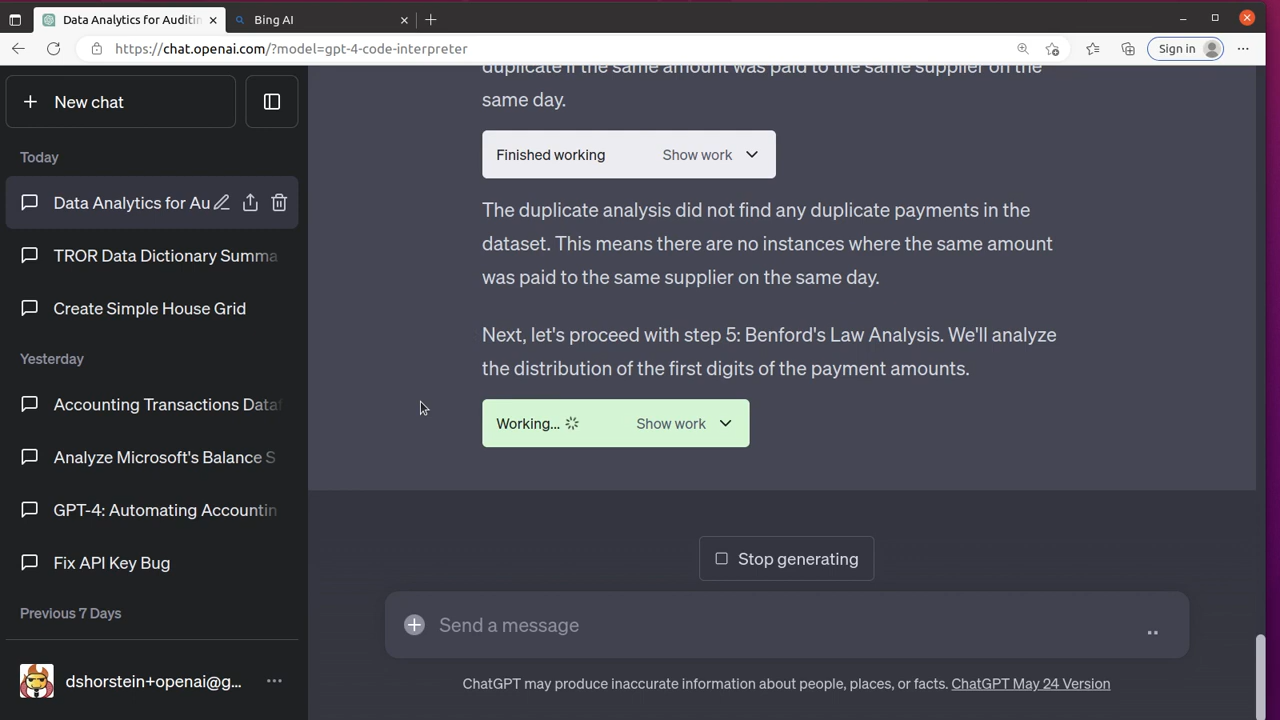 Data Analytics for Auditin
Bing AI
https://chat.openai.com/?model=gpt-4-code-interpreter
Sign in
New chat
Today
Data Analytics for Au
TROR Data Dictionary Summa
Create Simple House Grid
Yesterday
Accounting Transactions Data
Analyze Microsoft's Balance S
GPT-4: Automating Accountin
Fix API Key Bug
Previous 7 Days
dshorstein+openai@g...
duplicate if the same amount was paid to the same supplier on the
same day.
Finished working Show work
The duplicate analysis did not find any duplicate payments in the
dataset. This means there are no instances where the same amount
was paid to the same supplier on the same day.
Next, let's proceed with step 5: Benford's Law Analysis. We'll analyze
the distribution of the first digits of the payment amounts.
Working... Show work
Stop generating
Send a message
ChatGPT may produce inaccurate information about people, places, or facts. ChatGPT May 24 Version